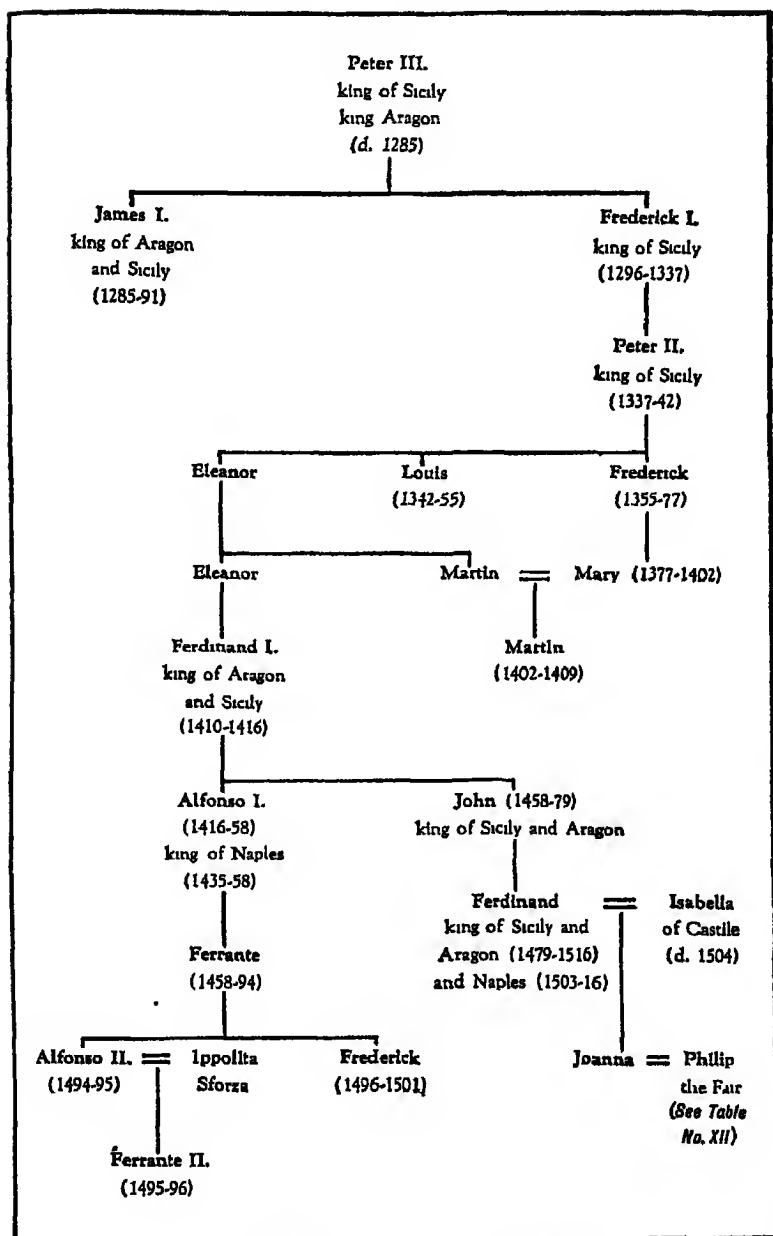 Peter III.
king of Sicily
king Aragon
(d. 1285)
James I.
king of Aragon
and Sicily
(1285-91)
Frederick I.
king of Sicily
(1296-1337)
Peter II.
king of Sicily
(1337-42)
Eleanor
Louis
(1342-55)
Frederick
(1355-77)
Eleanor
Martin = Mary (1377-1402)
Ferdinand I.
king of Aragon
and Sicily
(1410-1416)
Martin
(1402-1409)
Alfonso I.
(1416-58)
king of Naples
(1435-58)
John (1458-79)
king of Sicily and Aragon
Ferdinand = Isabella
king of Sicily and
Aragon (1479-1516)
and Naples (1503-16)
of Castile
(d. 1504)
Ferrante
(1458-94)
Alfonso II. = Ippolita
(1494-95)
Sforza
Frederick
(1496-1501)
Joanna = Philip
the Fair
(See Table
No. XII)
Ferrante II.
(1495-96)